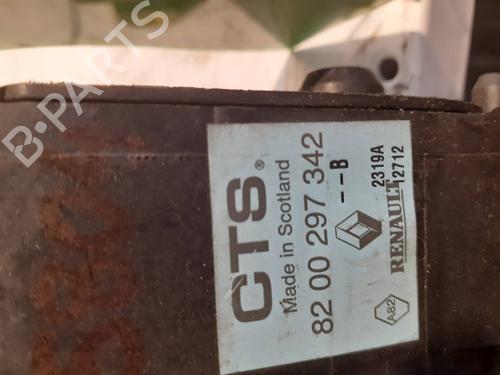 B-PARTS
CTS®
Made in Scotland
82 00 297 342
--B
2319A
12712
RENAULT
A82